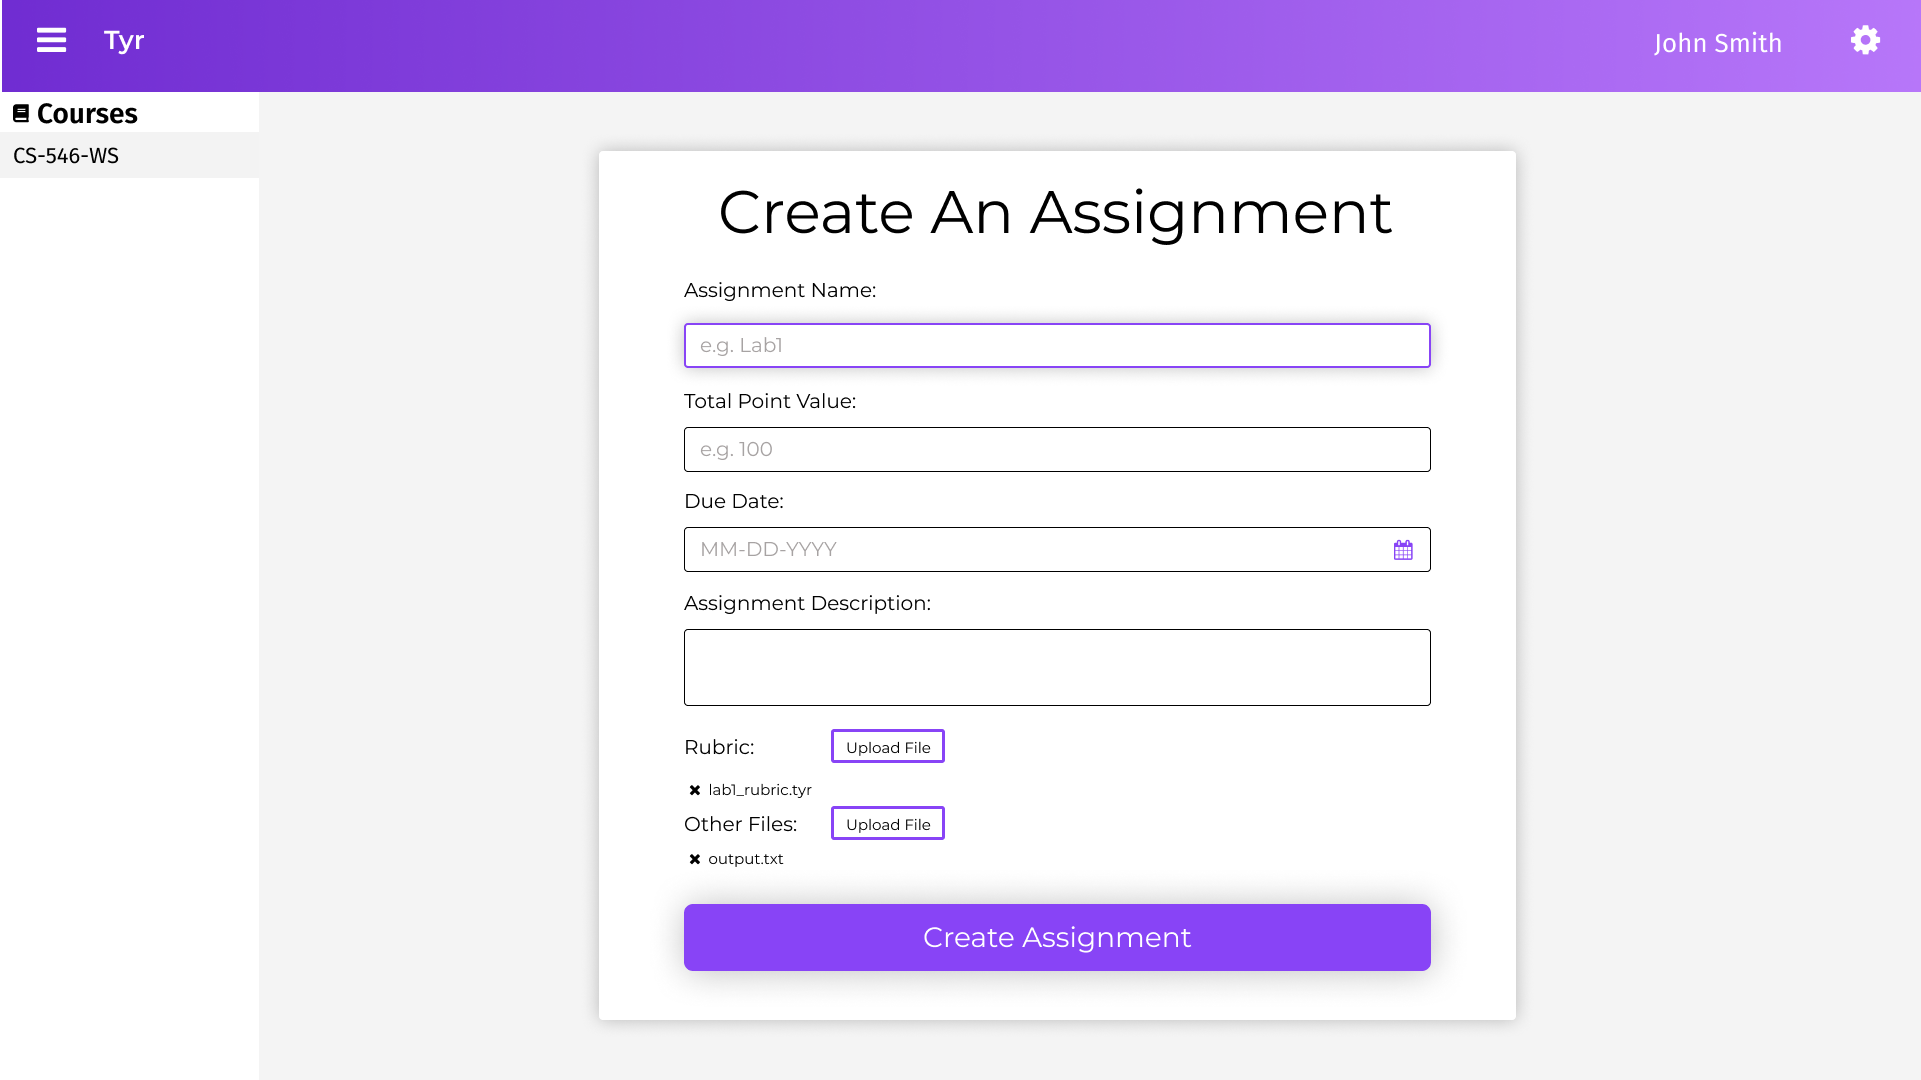 Tyr
John Smith
Courses
CS-546-WS
Create An Assignment
Assignment Name:
e.g. Lab1
Total Point Value:
e.g. 100
Due Date:
MM-DD-YYYY
Assignment Description:
Rubric:
Upload File
lab1_rubric.tyr
Other Files:
Upload File
output.txt
Create Assignment